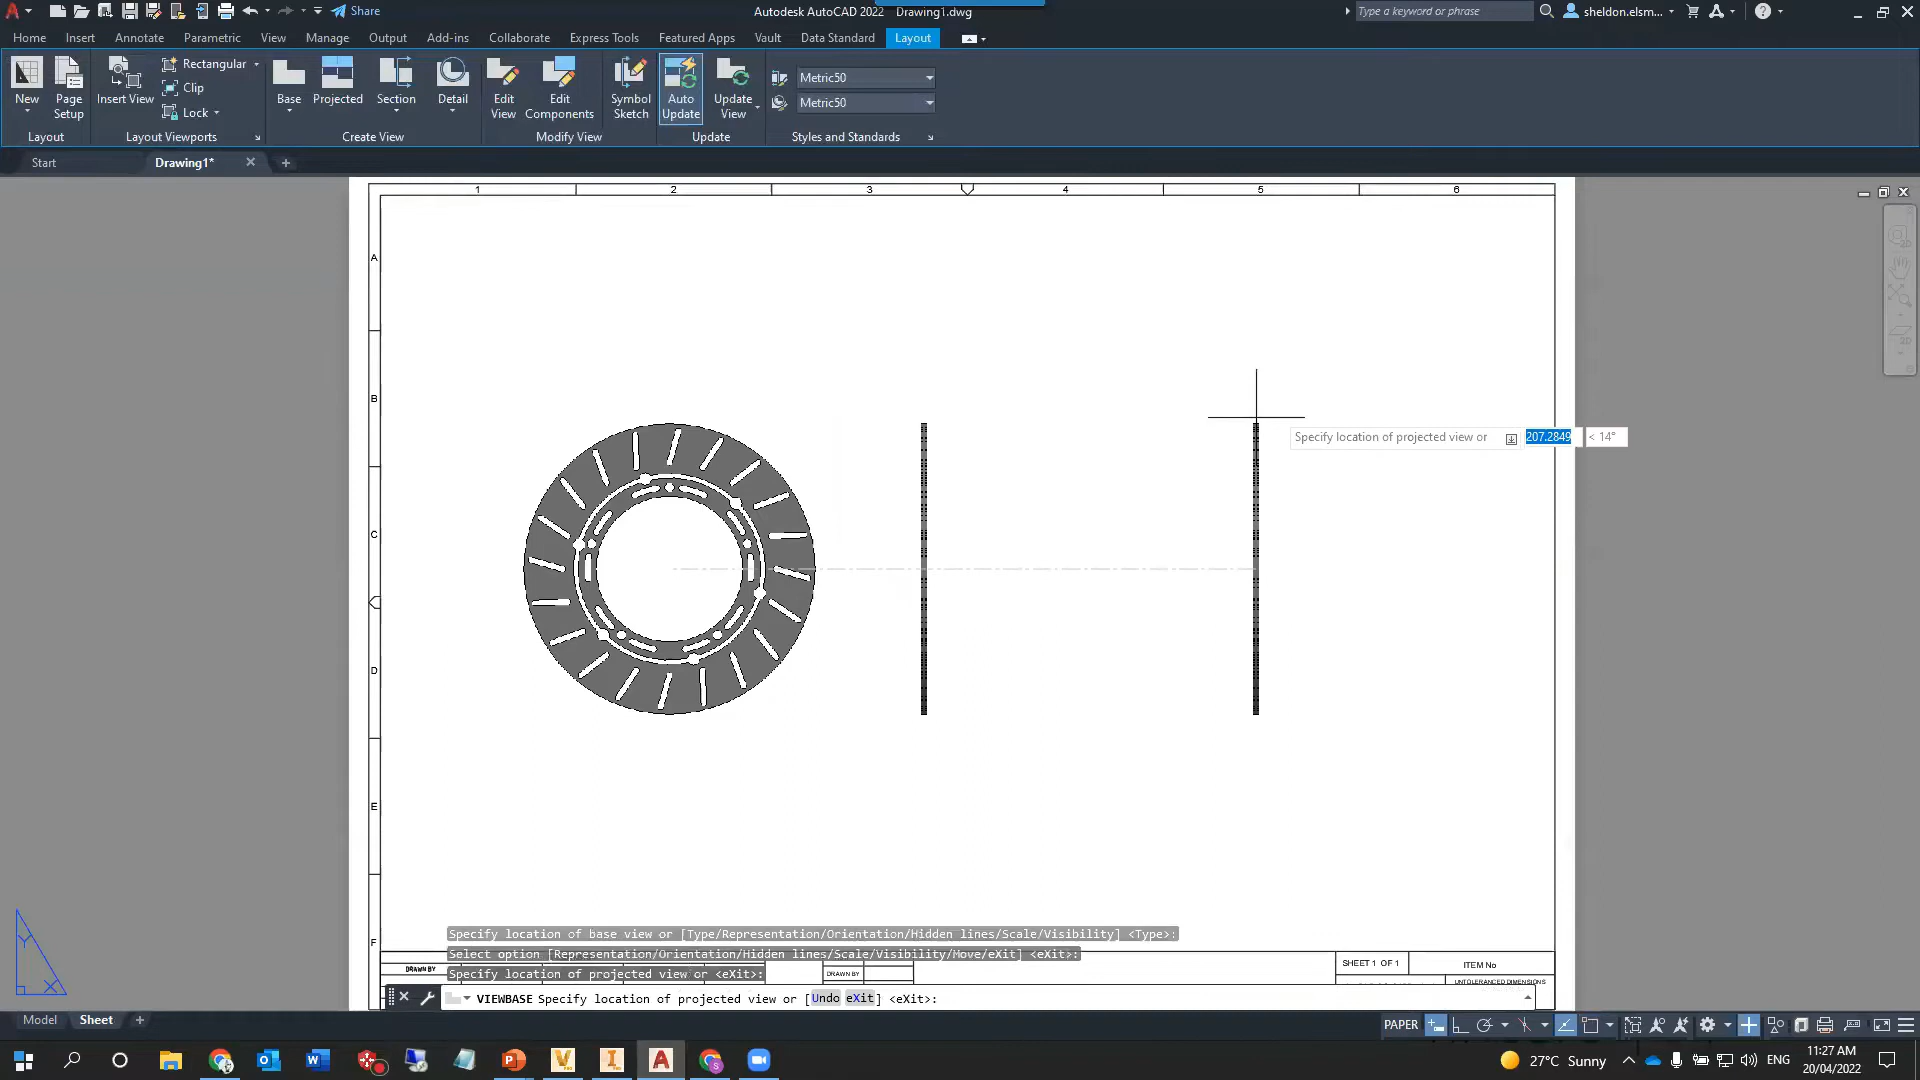 Share
Autodesk AutoCAD 2022 Drawing1.dwg
Type a keyword or phrase
sheldon.elsm...
Home Insert Annotate Parametric View Manage Output Add-ins Collaborate Express Tools Featured Apps Vault Data Standard Layout
New
Page Setup
Insert View
Rectangular
Clip
Lock
Base
Projected
Section
Detail
Edit View
Edit Components
Symbol Sketch
Auto Update
Update View
Metric50
Metric50
Layout
Layout Viewports
Create View
Modify View
Update
Styles and Standards
Start
Drawing1*
1 2 3 4 5 6
A
B
C
D
E
F
Specify location of projected view or 207.2849 < 14°
Specify location of base view or [Type/Representation/Orientation/Hidden lines/Scale/Visibility] <Type>:
Select option [Representation/Orientation/Hidden lines/Scale/Visibility/Move/eXit] <eXit>:
Specify location of projected view or <eXit>:
VIEWBASE Specify location of projected view or [Undo eXit] <eXit>:
DRAWN BY
DRAWN BY
SHEET 1 OF 1
ITEM No
UNTOLERANCED DIMENSIONS
Y
X
Model
Sheet
PAPER
27°C Sunny
ENG
11:27 AM
20/04/2022